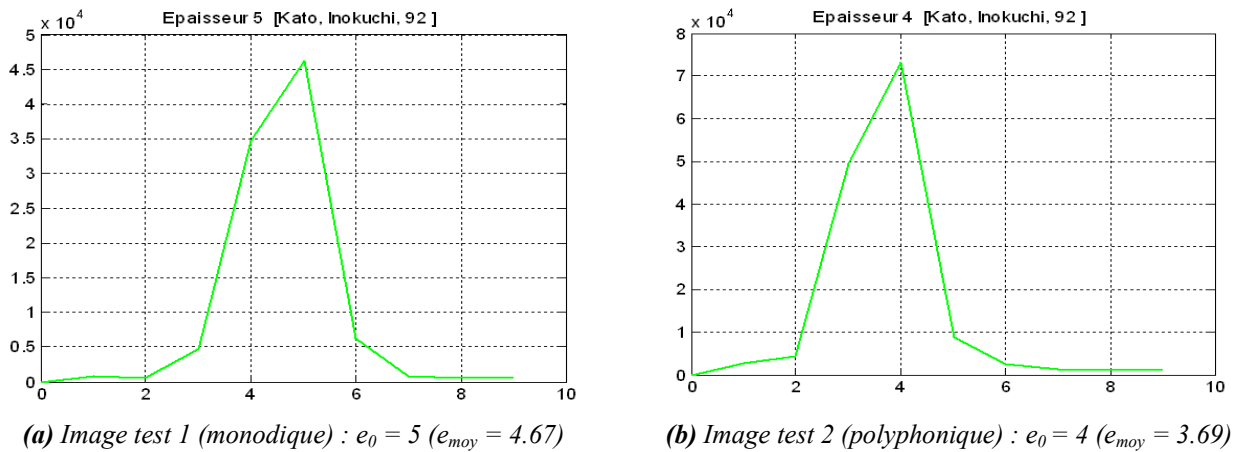 Epaisseur 5 [Kato, Inokuchi, 92 ]
x 10^4
5
4.5
4
3.5
3
2.5
2
1.5
1
0.5
0
0 2 4 6 8 10
(a) Image test 1 (monodique) : e₀ = 5 (e_moy = 4.67)
Epaisseur 4 [Kato, Inokuchi, 92 ]
x 10^4
8
7
6
5
4
3
2
1
0
0 2 4 6 8 10
(b) Image test 2 (polyphonique) : e₀ = 4 (e_moy = 3.69)